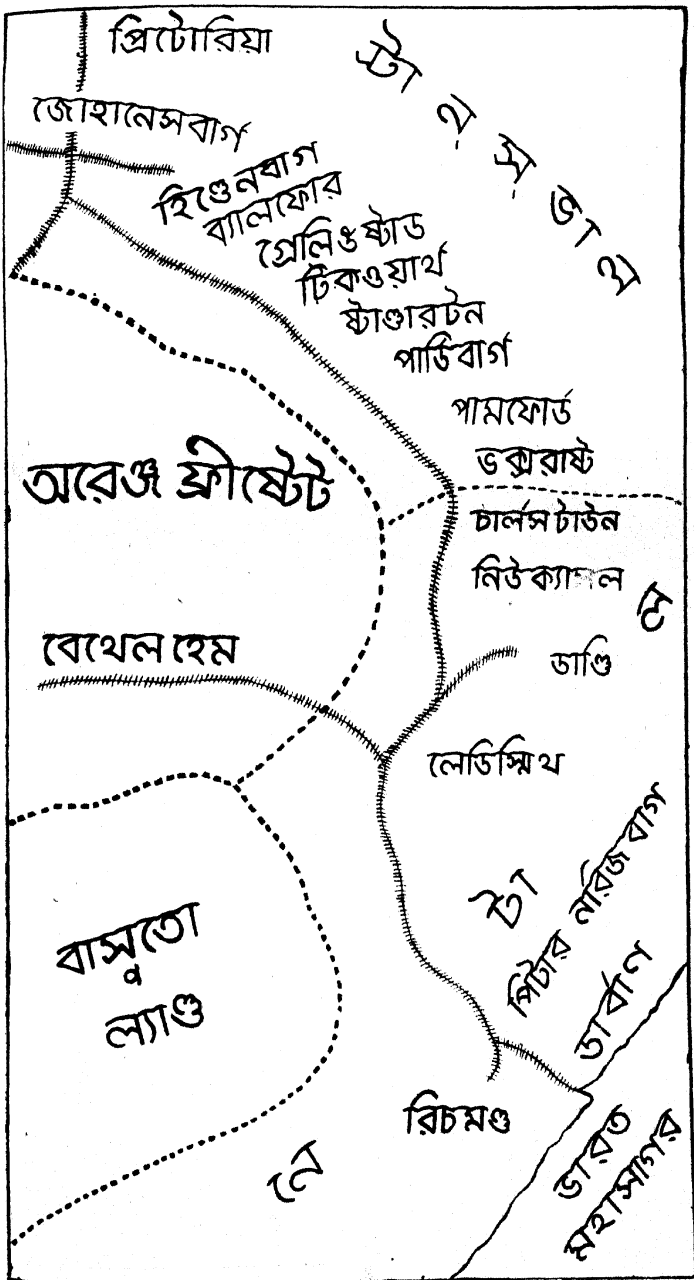 প্রিটোরিয়া
ট্রান্সভাল
জোহানেসবার্গ
হিণ্ডেনবাগ
ব্যালফোর
গ্রেলিঙষ্টাড
টিকওয়ার্থ
ষ্টাণ্ডারটন
পার্ডিবার্গ
পামফোর্ড
ভক্সরাষ্ট
অরেঞ্জ ফ্রীষ্টেট
চার্লসটাউন
নিউক্যাসল
বেথেলহেম
ডাণ্ডি
লেডিস্মিথ
নেটাল
পিটার মরিজবাগ
বাসুতো
ল্যাণ্ড
ডার্বাণ
রিচমণ্ড
ভারত
মহাসাগর